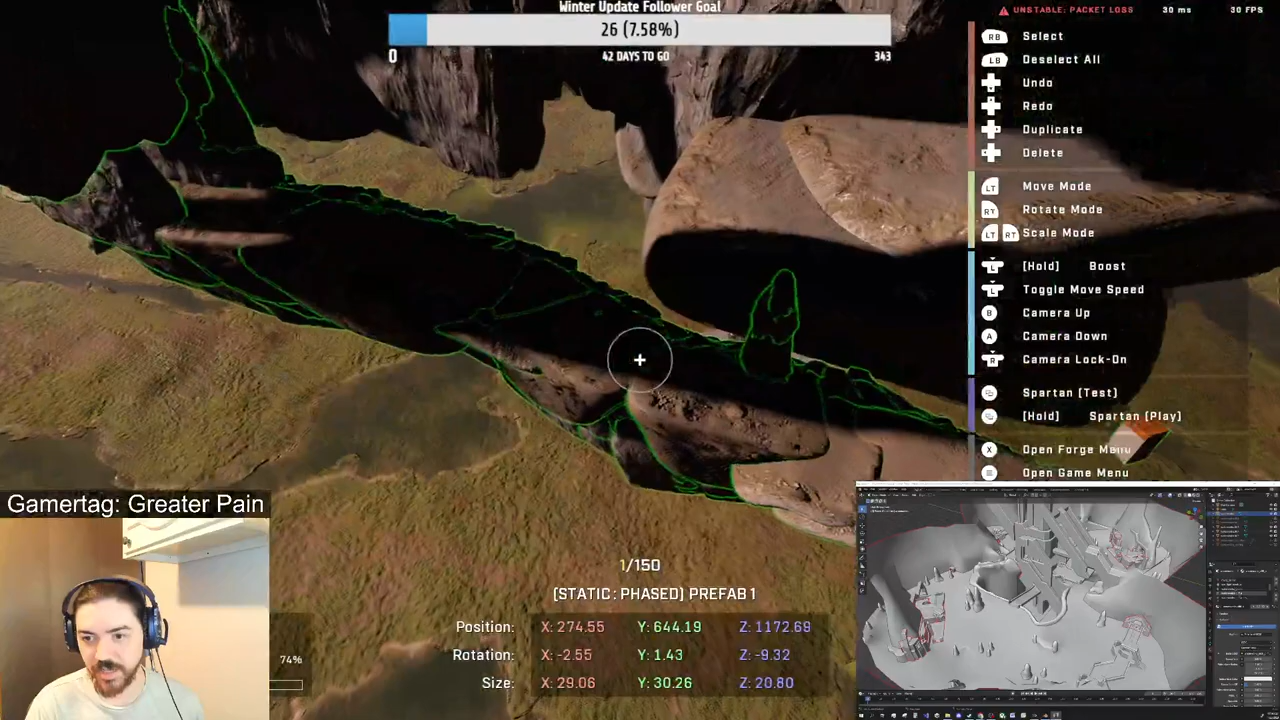 Winter Update Follower Goal
26 (7.58%)
0
42 DAYS TO GO
343
UNSTABLE: PACKET LOSS
30 ms
30 FPS
RB Select
LB Deselect All
Undo
Redo
Duplicate
Delete
LT Move Mode
RT Rotate Mode
LT RT Scale Mode
L [Hold] Boost
L Toggle Move Speed
B Camera Up
A Camera Down
R Camera Lock-On
Spartan (Test)
[Hold] Spartan (Play)
X Open Forge Menu
Open Game Menu
Gamertag: Greater Pain
74%
1/150
[STATIC: PHASED] PREFAB 1
Position: X: 274.55 Y: 644.19 Z: 1172.69
Rotation: X: -2.55 Y: 1.43 Z: -9.32
Size: X: 29.06 Y: 30.26 Z: 20.80